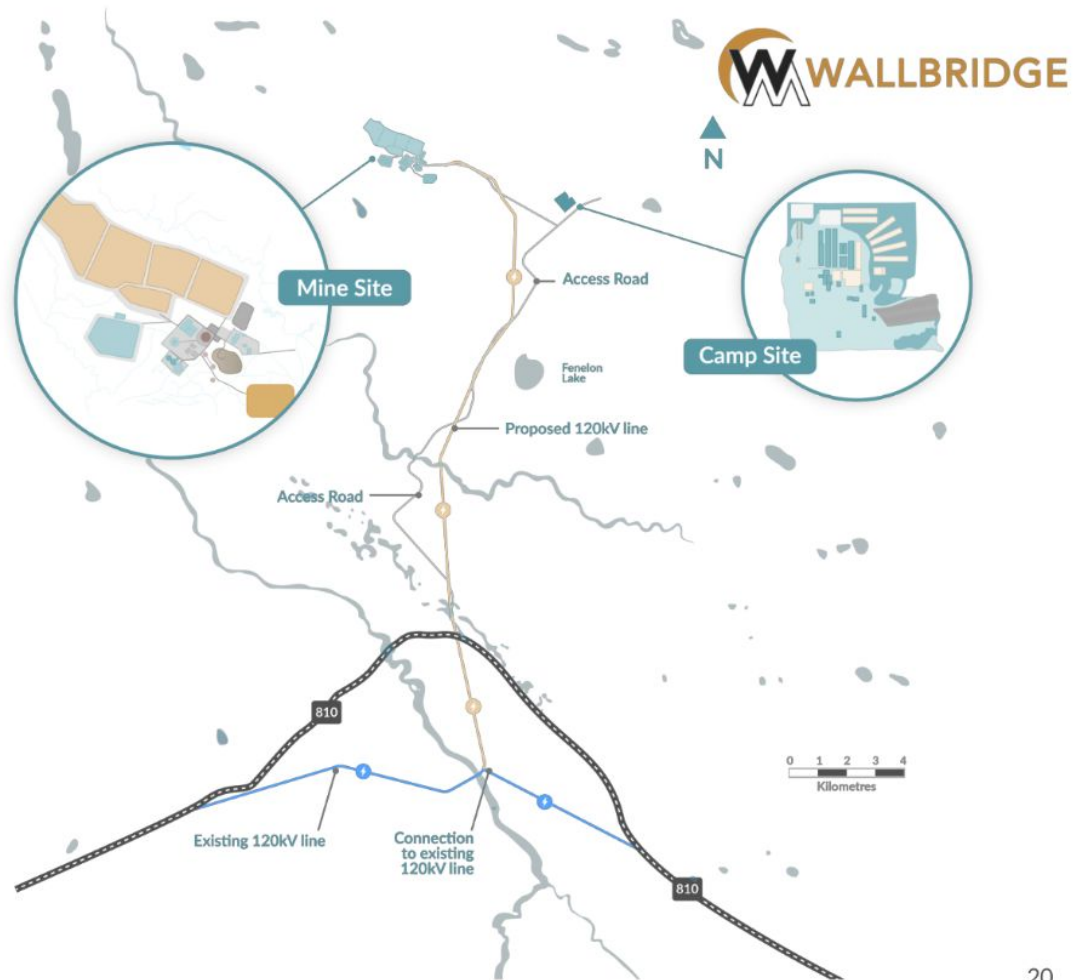 WALLBRIDGE
N
Mine Site
Access Road
Camp Site
Fenelon
Lake
Proposed 120kV line
Access Road
810
0 1 2 3 4
Kilometres
Existing 120kV line
Connection
to existing
120kV line
810
20